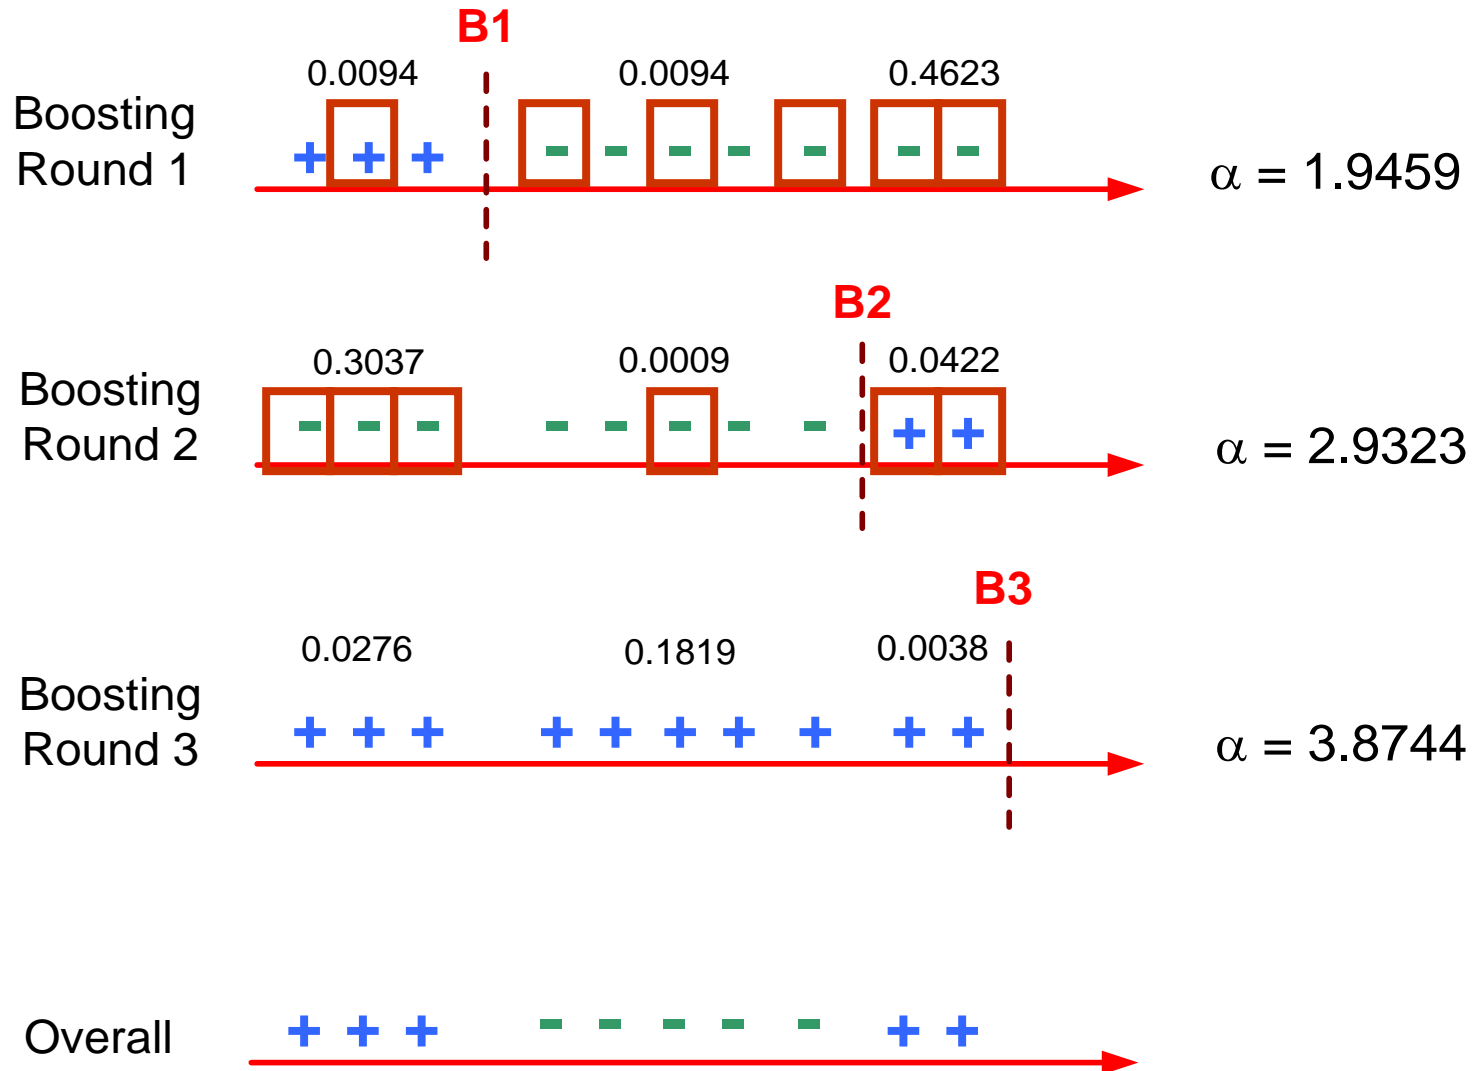 B1
0.0094 0.0094 0.4623
Boosting
Round 1
+ + + - - - - - - -
α = 1.9459
B2
0.3037 0.0009 0.0422
Boosting
Round 2
- - - - - - - - + +
α = 2.9323
B3
0.0276 0.1819 0.0038
Boosting
Round 3
+ + + + + + + + + +
α = 3.8744
Overall
+ + + - - - - - + +